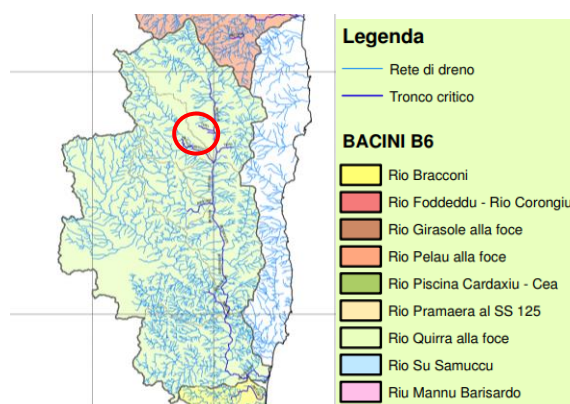 Legenda
Rete di dreno
Tronco critico
BACINI B6
Rio Bracconi
Rio Foddeddu - Rio Corongiu
Rio Girasole alla foce
Rio Pelau alla foce
Rio Piscina Cardaxiu - Cea
Rio Pramaera al SS 125
Rio Quirra alla foce
Rio Su Samuccu
Riu Mannu Barisardo